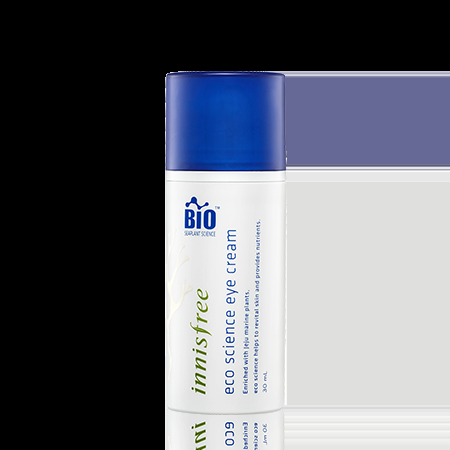 BIO™
SEAPLANT SCIENCE
innisfree
eco science eye cream
Enriched with Jeju marine plants.
eco science helps to revital skin and provides nutrients.
30 mL